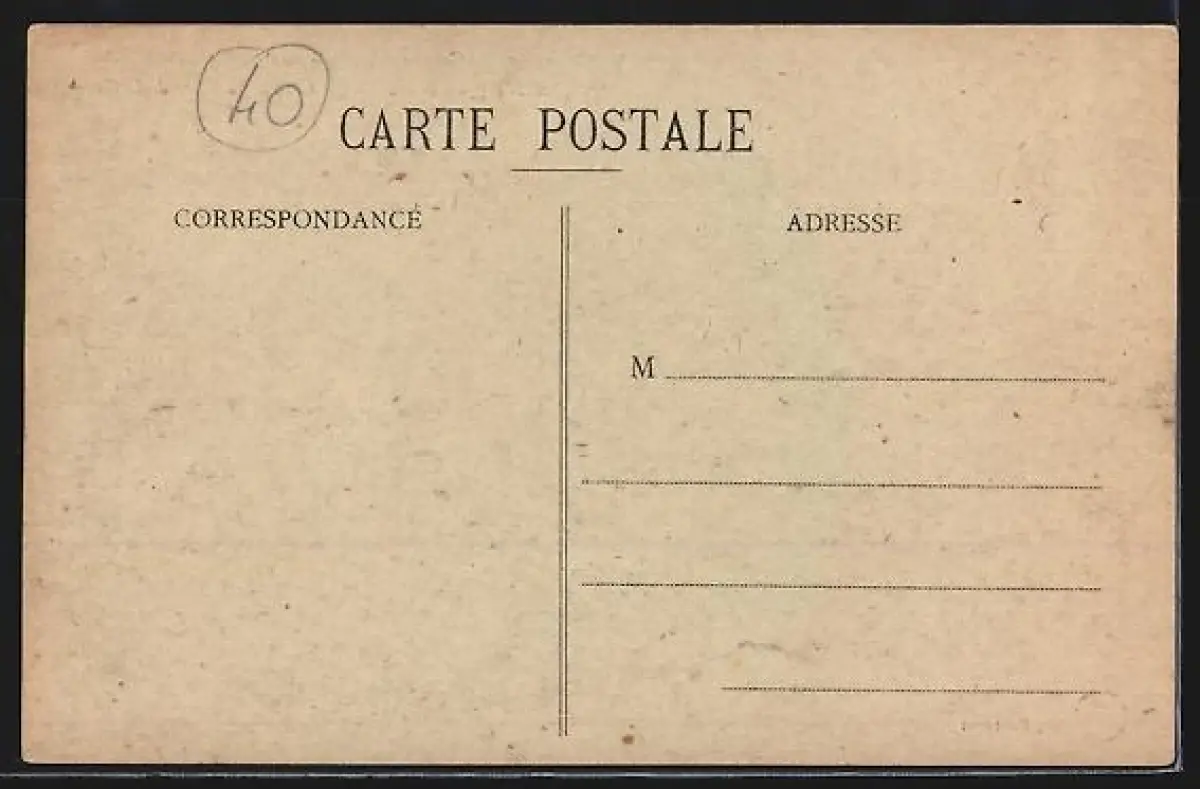 40
CARTE POSTALE
CORRESPONDANCE
ADRESSE
M